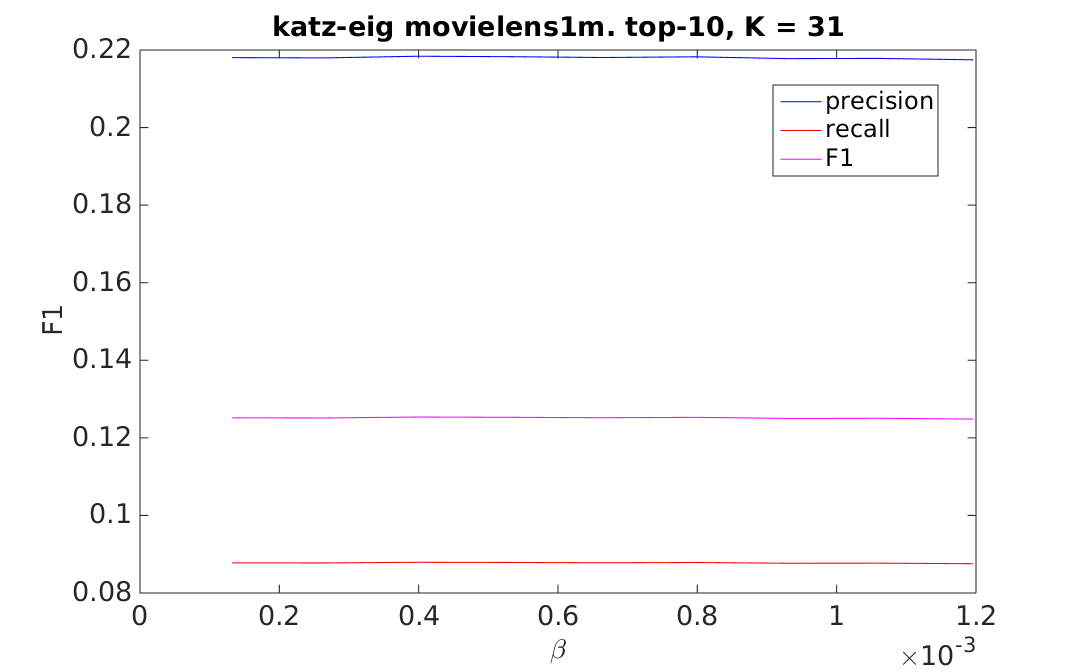 katz-eig movielens1m. top-10, K = 31
0.22
0.2
0.18
0.16
0.14
0.12
0.1
0.08
F1
precision
recall
F1
0 0.2 0.4 0.6 0.8 1 1.2
β
×10-3